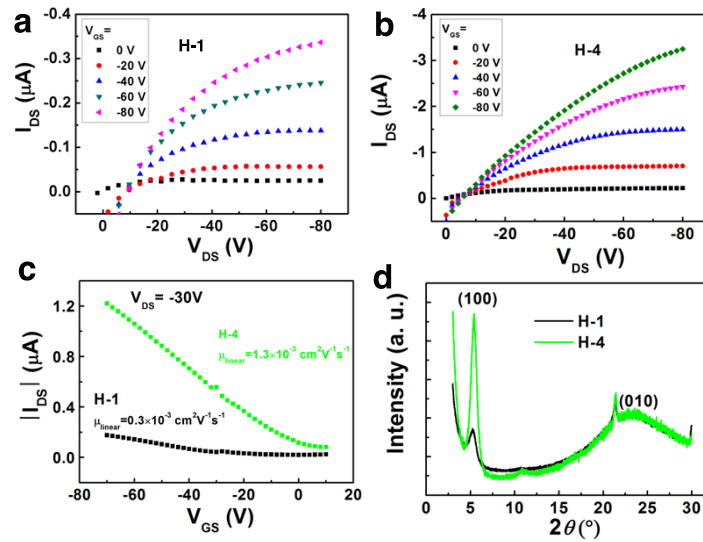 a
V_GS=
0 V
-20 V
-40 V
-60 V
-80 V
H-1
-0.4
-0.3
-0.2
-0.1
0.0
I_DS (μA)
0 -20 -40 -60 -80
V_DS (V)
b
V_GS=
0 V
-20 V
-40 V
-60 V
-80 V
H-4
-4
-3
-2
-1
0
I_DS (μA)
0 -20 -40 -60 -80
V_DS (V)
c
V_DS = -30V
H-4
μ_linear=1.3×10⁻³ cm²V⁻¹s⁻¹
H-1
μ_linear=0.3×10⁻³ cm²V⁻¹s⁻¹
1.2
0.8
0.4
0.0
|I_DS| (μA)
-80 -60 -40 -20 0 20
V_GS (V)
d
(100)
H-1
H-4
(010)
Intensity (a. u.)
0 5 10 15 20 25 30
2θ(°)